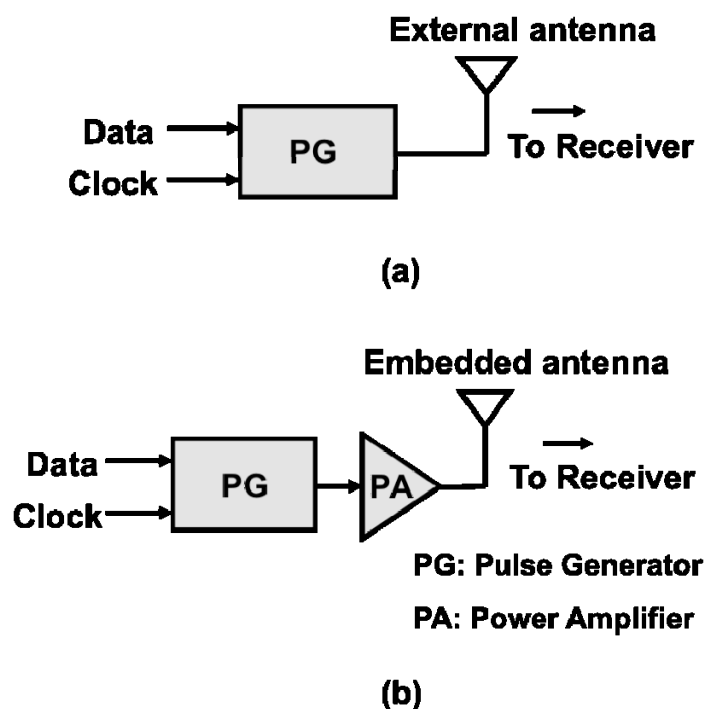 External antenna
Data
PG
To Receiver
Clock
(a)
Embedded antenna
Data
PG
PA
To Receiver
Clock
PG: Pulse Generator
PA: Power Amplifier
(b)